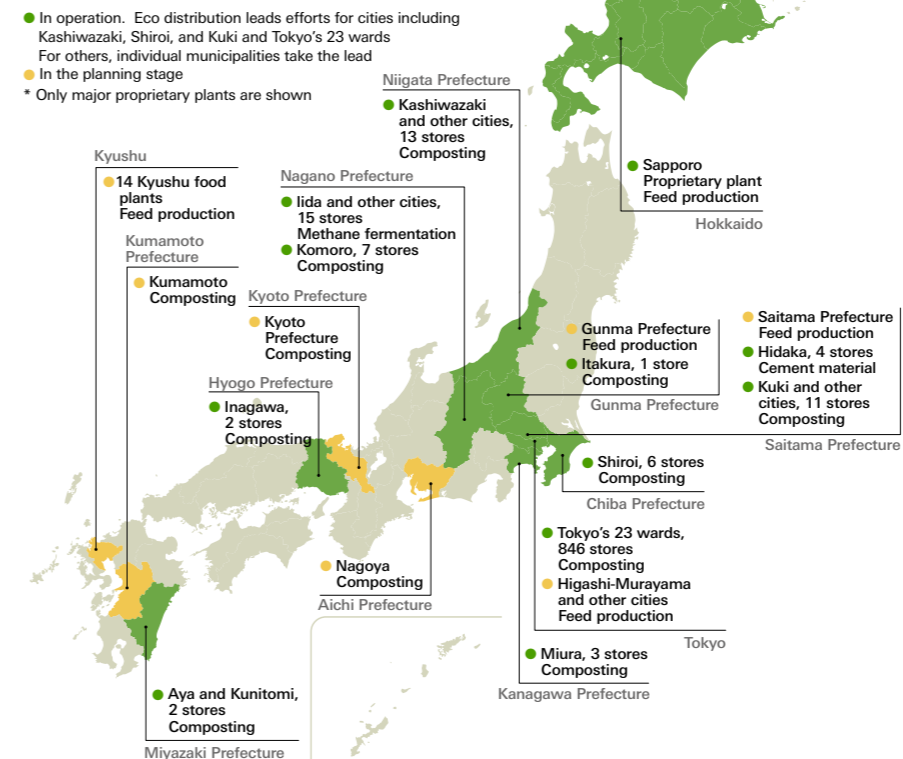 In operation. Eco distribution leads efforts for cities including
Kashiwazaki, Shiroi, and Kuki and Tokyo's 23 wards
For others, individual municipalities take the lead
In the planning stage
* Only major proprietary plants are shown
Niigata Prefecture
Kashiwazaki
and other cities,
13 stores
Composting
Kyushu
14 Kyushu food
plants
Feed production
Nagano Prefecture
Iida and other cities,
15 stores
Methane fermentation
Komoro, 7 stores
Composting
Sapporo
Proprietary plant
Feed production
Hokkaido
Kumamoto
Prefecture
Kumamoto
Composting
Kyoto Prefecture
Kyoto
Prefecture
Composting
Gunma Prefecture
Feed production
Itakura, 1 store
Composting
Gunma Prefecture
Saitama Prefecture
Feed production
Hidaka, 4 stores
Cement material
Kuki and other
cities, 11 stores
Composting
Saitama Prefecture
Hyogo Prefecture
Inagawa,
2 stores
Composting
Shiroi, 6 stores
Composting
Chiba Prefecture
Tokyo's 23 wards,
846 stores
Composting
Higashi-Murayama
and other cities
Feed production
Tokyo
Nagoya
Composting
Aichi Prefecture
Miura, 3 stores
Composting
Kanagawa Prefecture
Aya and Kunitomi,
2 stores
Composting
Miyazaki Prefecture